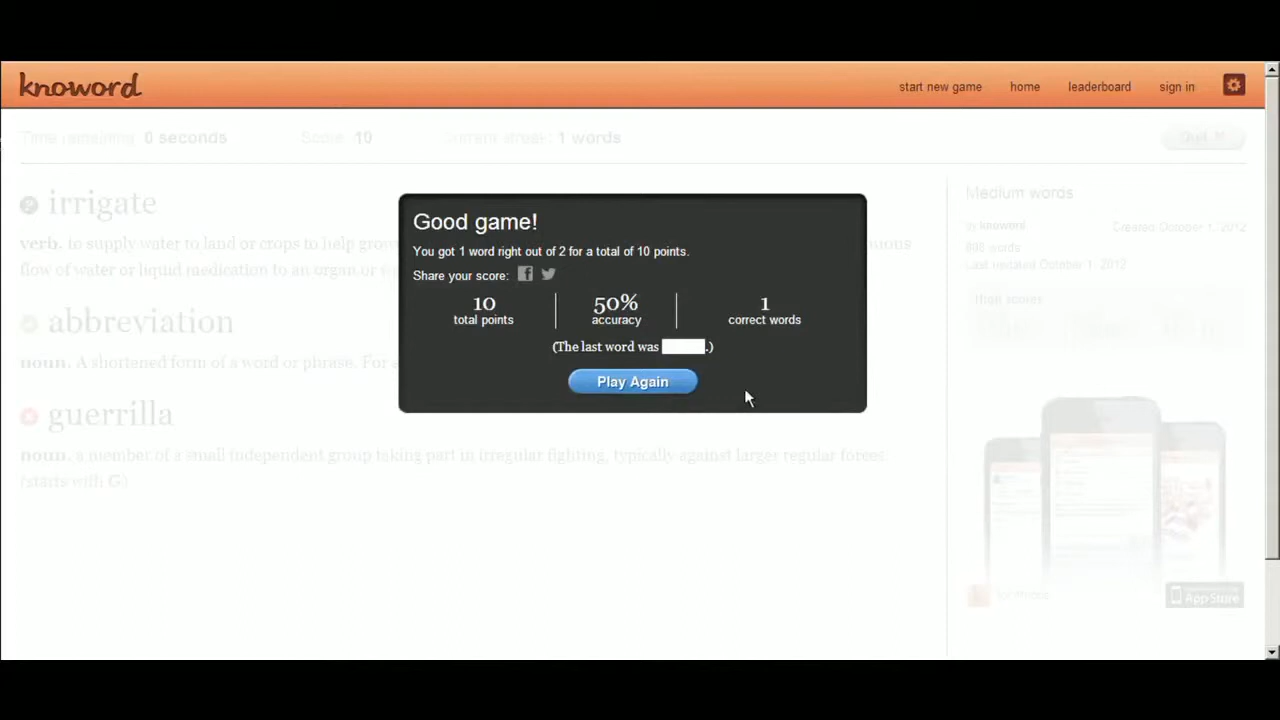 knoword
start new game
home
leaderboard
sign in
Time remaining: 0 seconds
Score: 10
Current streak: 1 words
Quit
irrigate
verb. to supply water to land or crops to help
flow of water or liquid medication to an organ or
abbreviation
noun. A shortened form of a word or phrase. For
guerrilla
noun. a member of a small independent group taking part in irregular fighting, typically against larger regular forces.
(starts with G)
Good game!
You got 1 word right out of 2 for a total of 10 points.
Share your score:
10
total points
50%
accuracy
1
correct words
(The last word was .)
Play Again
Medium words
by knoword
Created October 1, 2012
words
Last updated October 1, 2012
High scores
App Store